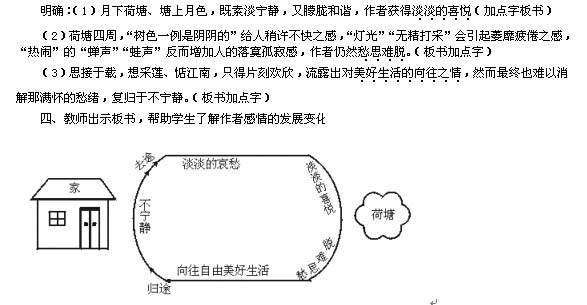 明确:(1)月下荷塘、塘上月色,既素淡宁静,又朦胧和谐,作者获得淡淡的喜悦(加点字板书)
(2)荷塘四周,“树色一例是阴阴的”给人稍许不快之感,“灯光”“无精打采”会引起萎靡疲倦之感,
“热闹”的“蝉声”“蛙声”反而增加人的落寞孤寂感,作者仍然愁思难脱。(板书加点字)
(3)思接于载,想采莲、惦江南,只得片刻欢欣,流露出对美好生活的向往之情,然而最终也难以消
解那满怀的愁绪,复归于不宁静。(板书加点字)
四、教师出示板书,帮助学生了解作者感情的发展变化
去途
淡淡的哀愁
淡淡的喜悦
家
不宁静
荷塘
愁思难脱
向往自由美好生活
归途